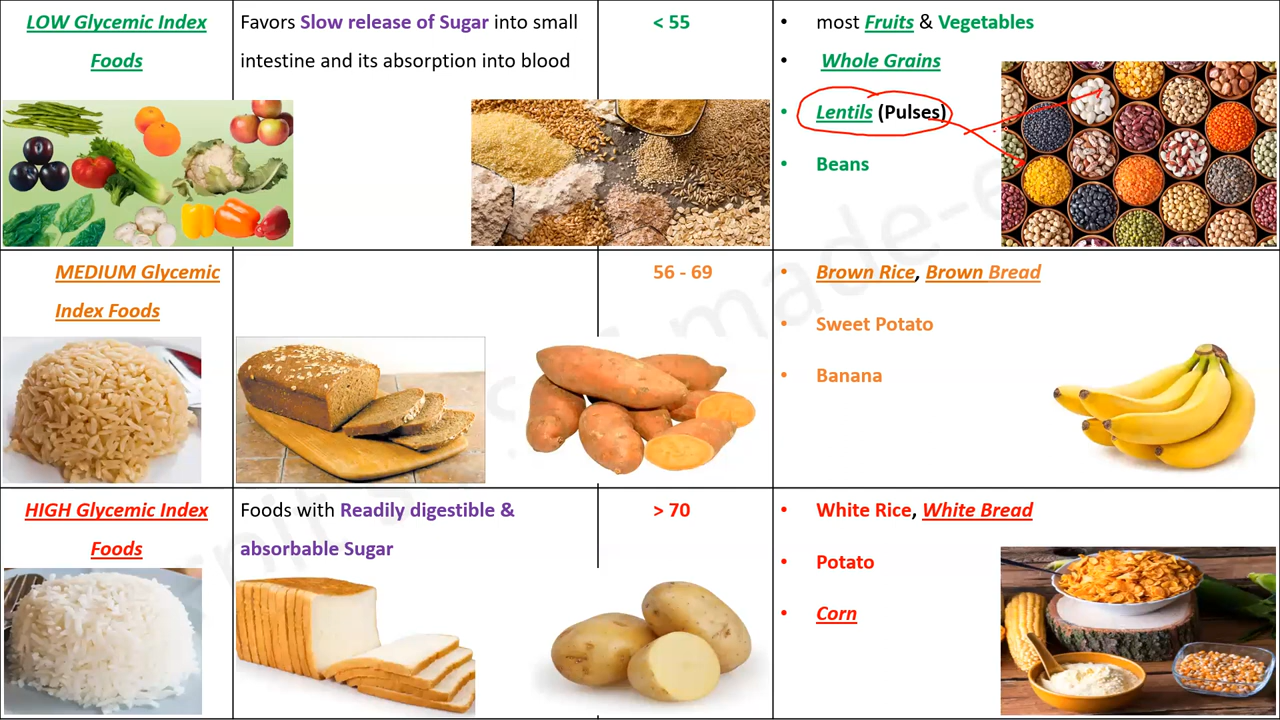 LOW Glycemic Index
Foods
Favors Slow release of Sugar into small
intestine and its absorption into blood
< 55
• most Fruits & Vegetables
• Whole Grains
• Lentils (Pulses)
• Beans
MEDIUM Glycemic
Index Foods
56 - 69
• Brown Rice, Brown Bread
• Sweet Potato
• Banana
HIGH Glycemic Index
Foods
Foods with Readily digestible &
absorbable Sugar
> 70
• White Rice, White Bread
• Potato
• Corn